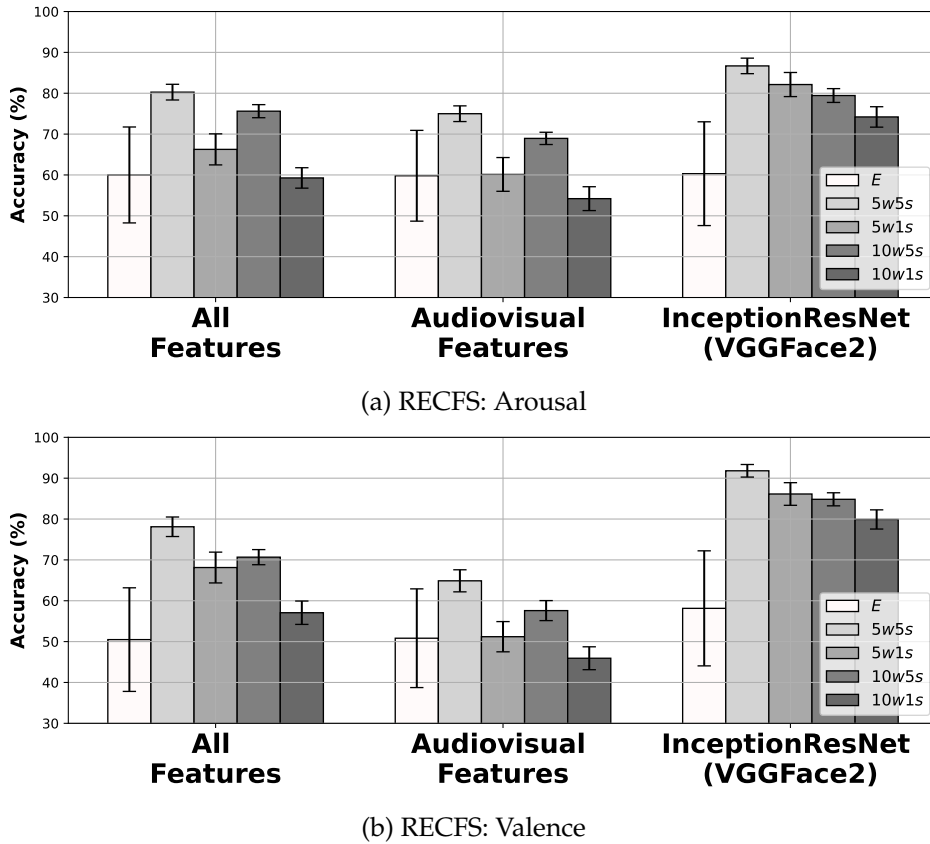 100
90
80
70
60
50
40
30
Accuracy (%)
E
5w5s
5w1s
10w5s
10w1s
All
Features
Audiovisual
Features
InceptionResNet
(VGGFace2)
(a) RECFS: Arousal
100
90
80
70
60
50
40
30
Accuracy (%)
E
5w5s
5w1s
10w5s
10w1s
All
Features
Audiovisual
Features
InceptionResNet
(VGGFace2)
(b) RECFS: Valence